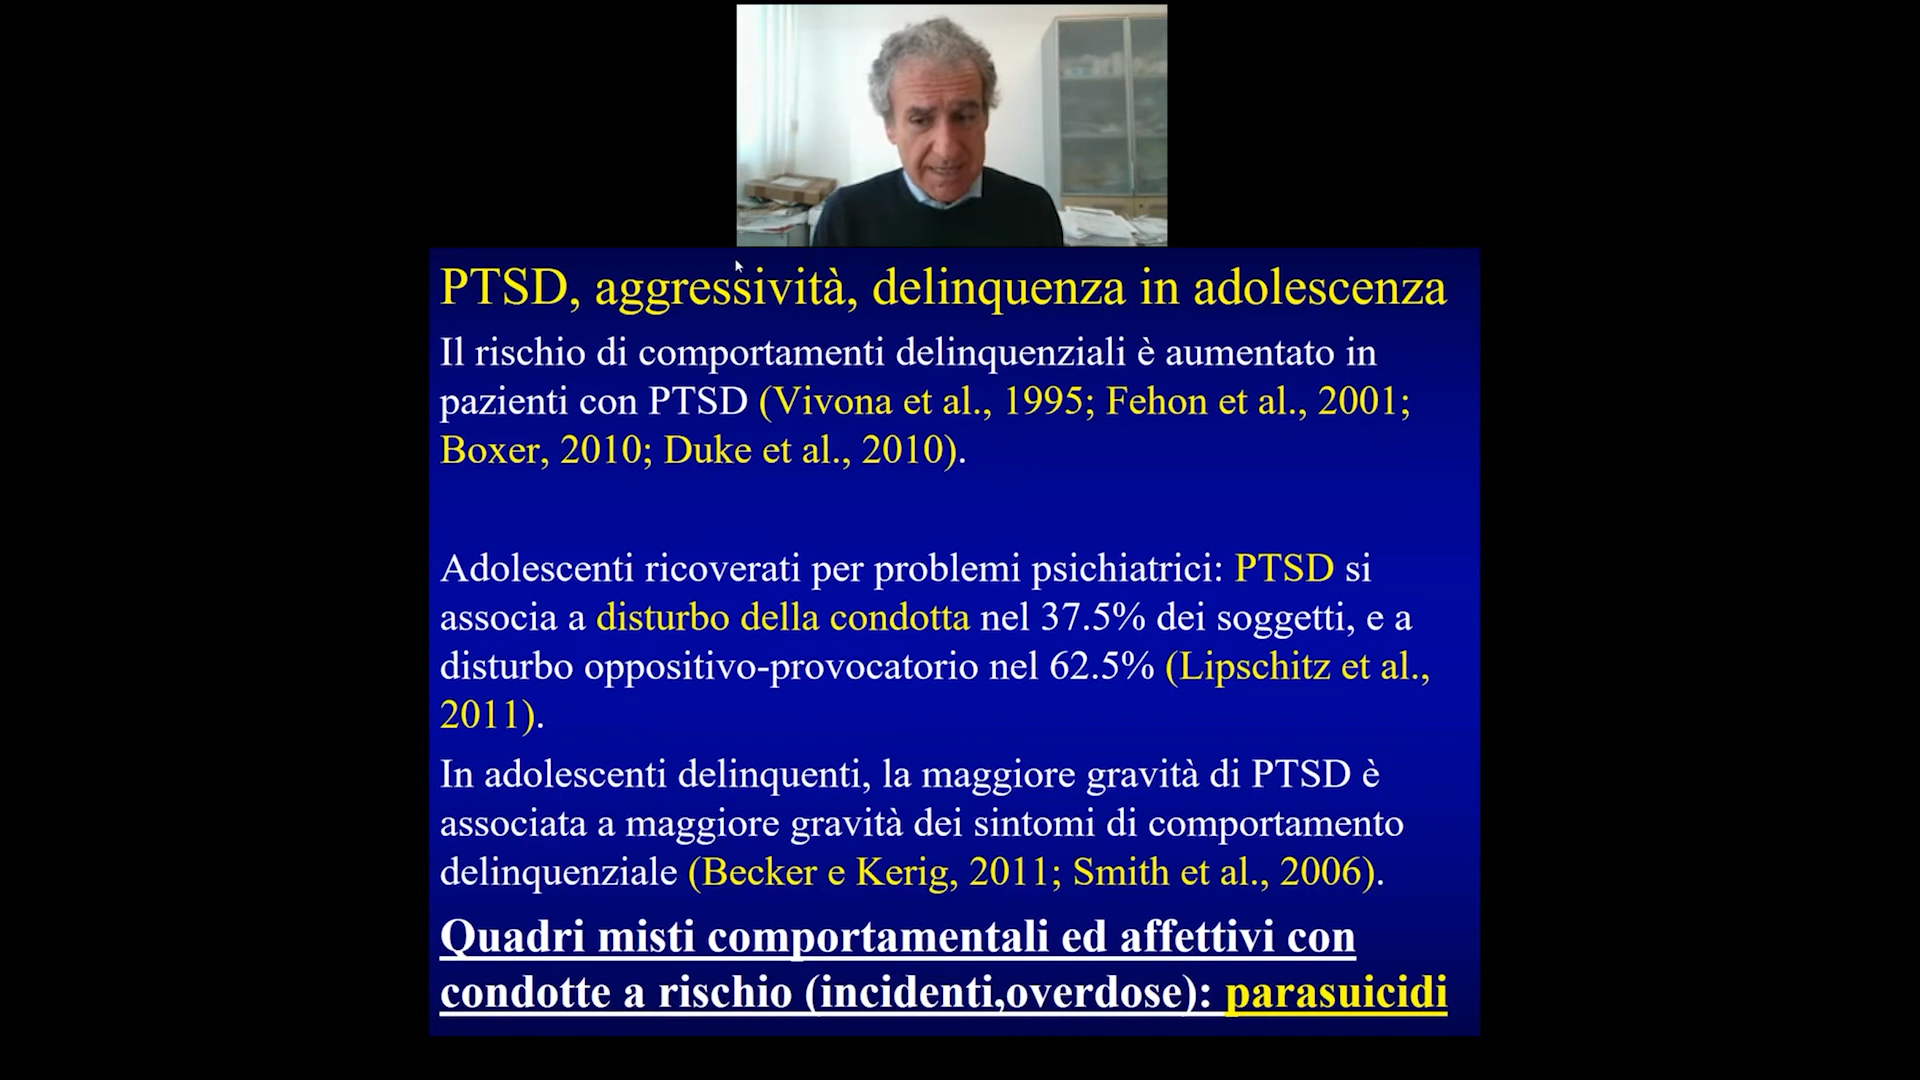 PTSD, aggressività, delinquenza in adolescenza
Il rischio di comportamenti delinquenziali è aumentato in
pazienti con PTSD (Vivona et al., 1995; Fehon et al., 2001;
Boxer, 2010; Duke et al., 2010).
Adolescenti ricoverati per problemi psichiatrici: PTSD si
associa a disturbo della condotta nel 37.5% dei soggetti, e a
disturbo oppositivo-provocatorio nel 62.5% (Lipschitz et al.,
2011).
In adolescenti delinquenti, la maggiore gravità di PTSD è
associata a maggiore gravità dei sintomi di comportamento
delinquenziale (Becker e Kerig, 2011; Smith et al., 2006).
Quadri misti comportamentali ed affettivi con
condotte a rischio (incidenti,overdose): parasuicidi